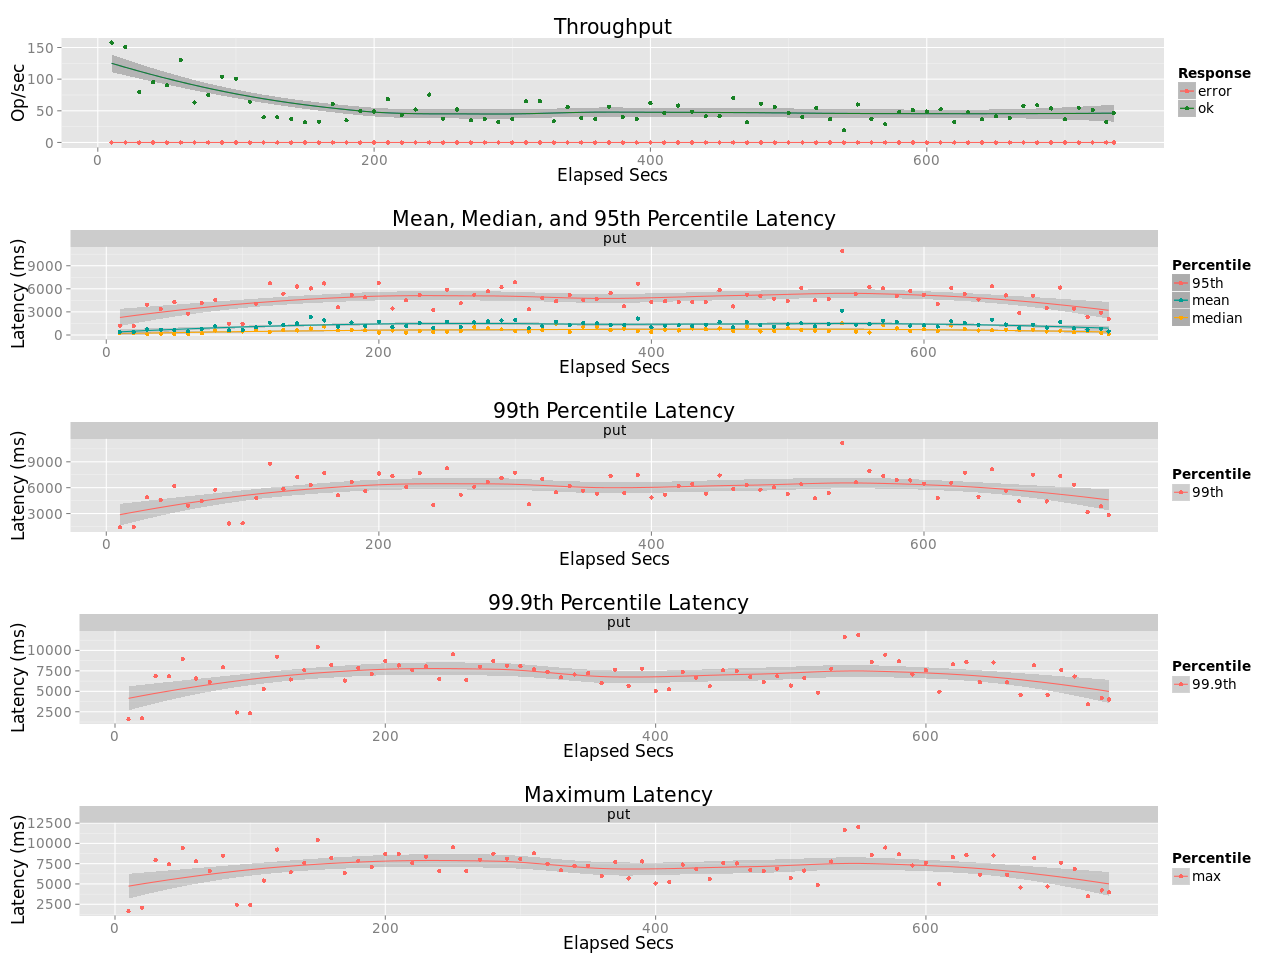 Throughput
Op/sec
150
100
50
0
0 200 400 600
Elapsed Secs
Response
error
ok
Mean, Median, and 95th Percentile Latency
put
Latency (ms)
9000
6000
3000
0
0 200 400 600
Elapsed Secs
Percentile
95th
mean
median
99th Percentile Latency
put
Latency (ms)
9000
6000
3000
0 200 400 600
Elapsed Secs
Percentile
99th
99.9th Percentile Latency
put
Latency (ms)
10000
7500
5000
2500
0 200 400 600
Elapsed Secs
Percentile
99.9th
Maximum Latency
put
Latency (ms)
12500
10000
7500
5000
2500
0 200 400 600
Elapsed Secs
Percentile
max